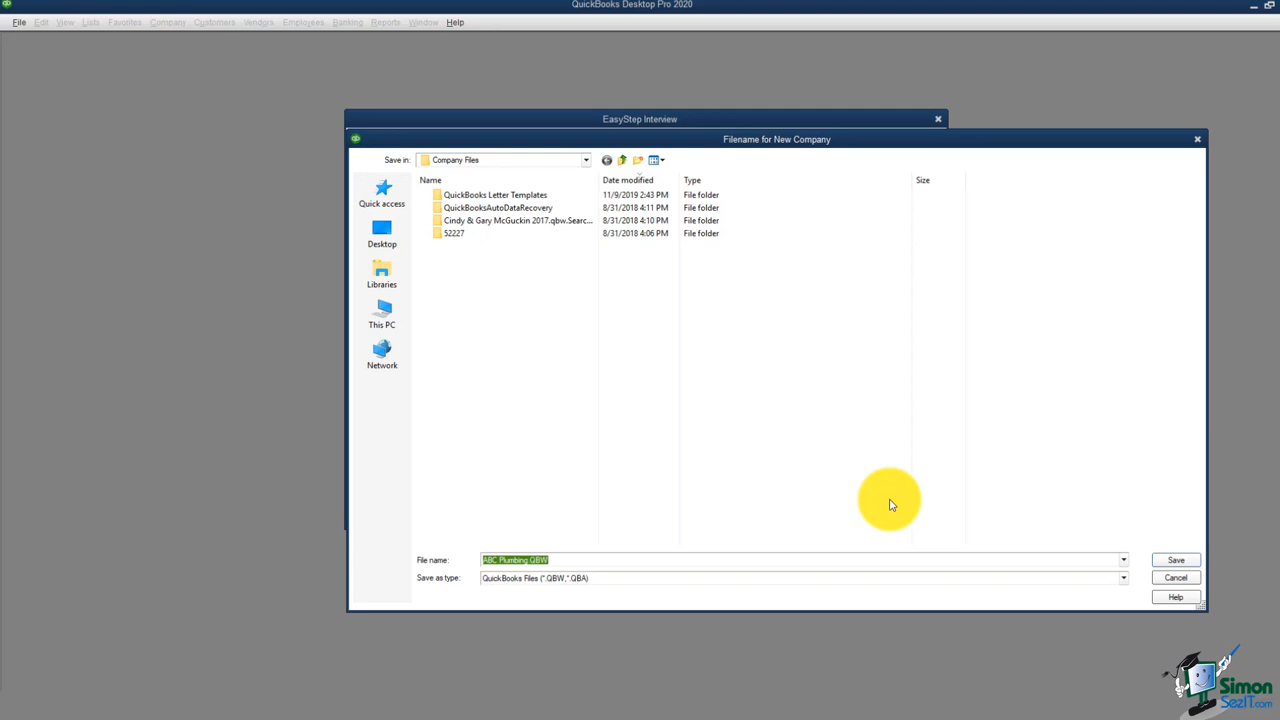 QuickBooks Desktop Pro 2020
File Edit View Lists Favorites Company Customers Vendors Employees Banking Reports Window Help
EasyStep Interview
Filename for New Company
Save in: Company Files
Name Date modified Type Size
QuickBooks Letter Templates 11/9/2019 2:43 PM File folder
QuickBooksAutoDataRecovery 8/31/2018 4:11 PM File folder
Cindy & Gary McGuckin 2017.qbw.Searc... 8/31/2018 4:10 PM File folder
52227 8/31/2018 4:06 PM File folder
Quick access
Desktop
Libraries
This PC
Network
File name: ABC Plumbing.QBW Save
Save as type: QuickBooks Files (*.QBW,*.QBA) Cancel
Help
Simon
SezIT.com